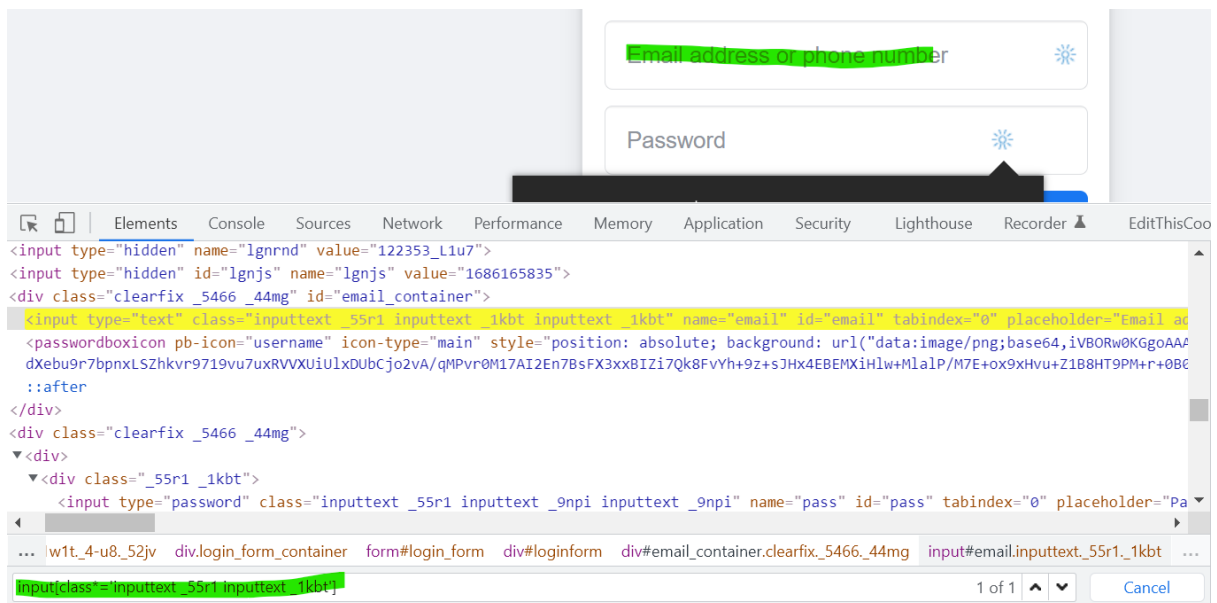 Email address or phone number
Password
Elements Console Sources Network Performance Memory Application Security Lighthouse Recorder EditThisCoo
<input type="hidden" name="lgnrnd" value="122353_L1u7">
<input type="hidden" id="lgnjs" name="lgnjs" value="1686165835">
<div class="clearfix _5466 _44mg" id="email_container">
<input type="text" class="inputtext _55r1 inputtext _1kbt inputtext _1kbt" name="email" id="email" tabindex="0" placeholder="Email ad
<passwordboxicon pb-icon="username" icon-type="main" style="position: absolute; background: url("data:image/png;base64,iVBORw0KGgoAAA
dXebu9r7bpnxLSZhkvr9719vu7uxRVVXUiUlxDUbCjo2vA/qMPvr0M17AI2En7BsFX3xxBIZi7Qk8FvYh+9z+sJHx4EBEMXiHlw+MlalP/M7E+ox9xHvu+Z1B8HT9PM+r+0B0
::after
</div>
<div class="clearfix _5466 _44mg">
▼<div>
▼<div class="_55r1 _1kbt">
<input type="password" class="inputtext _55r1 inputtext _9npi inputtext _9npi" name="pass" id="pass" tabindex="0" placeholder="Pa
... w1t._4-u8._52jv div.login_form_container form#login_form div#loginform div#email_container.clearfix._5466._44mg input#email.inputtext._55r1._1kbt ...
input[class*='inputtext _55r1 inputtext _1kbt'] 1 of 1 Cancel